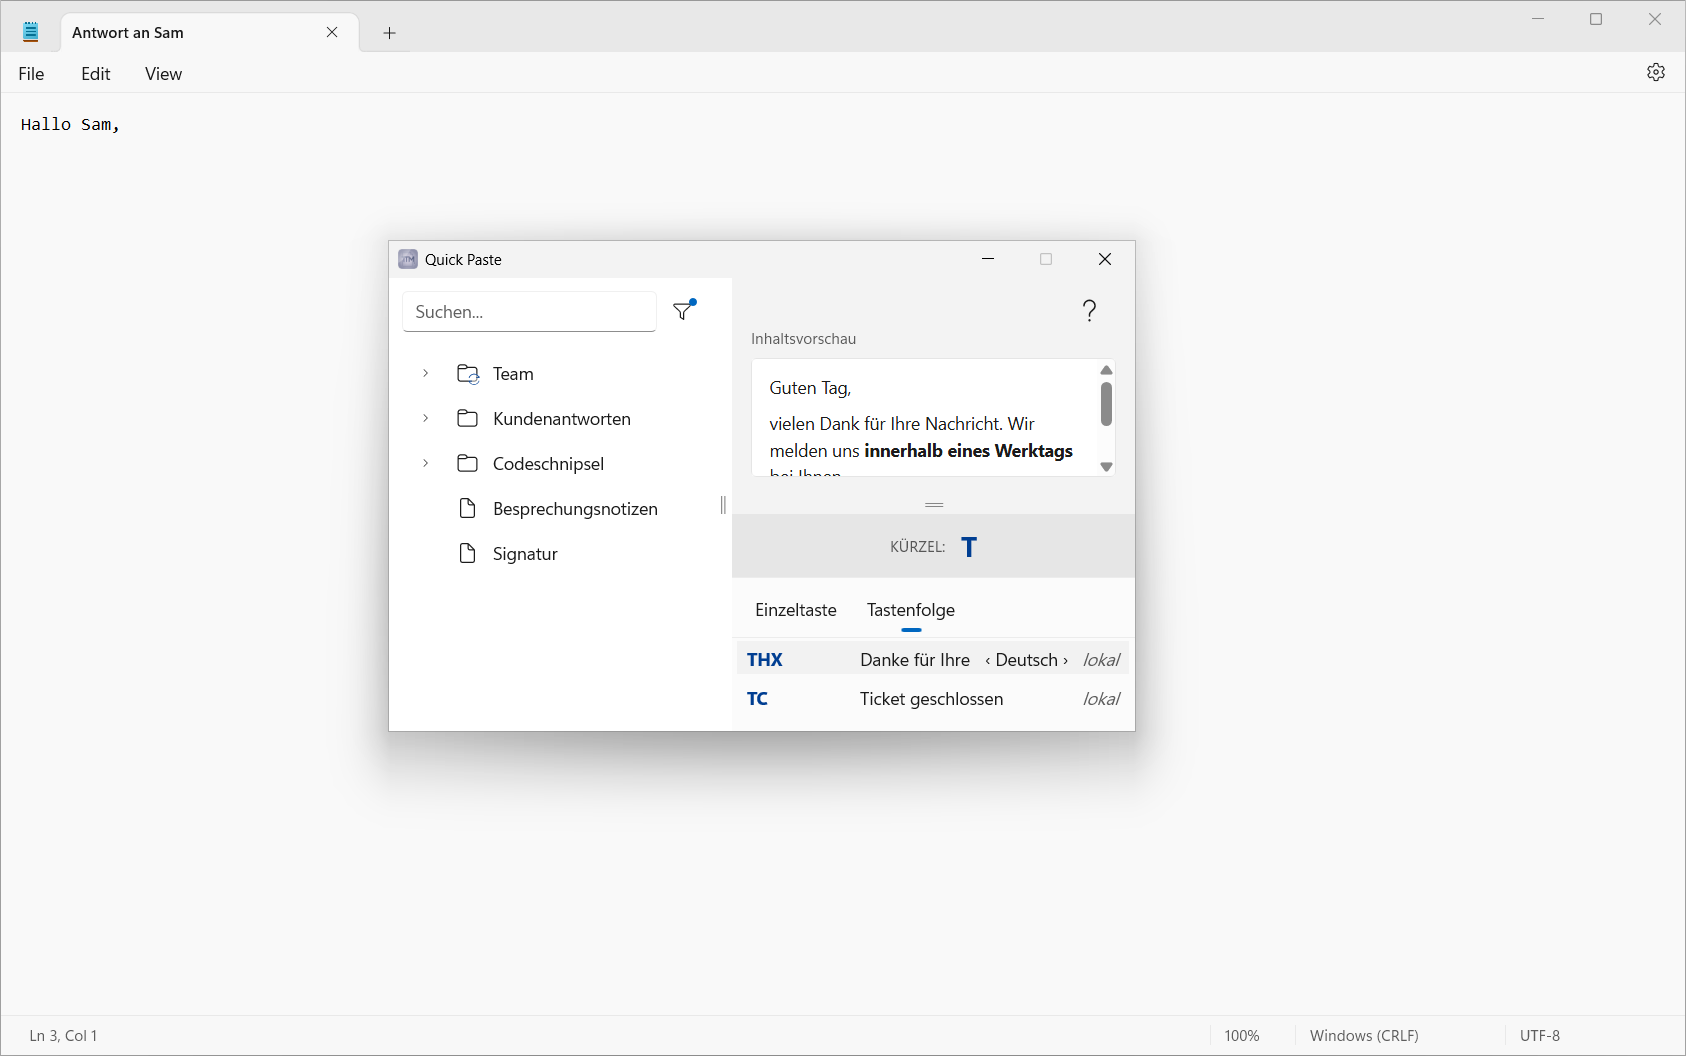 Antwort an Sam
File Edit View
Hallo Sam,
Quick Paste
Suchen...
Team
Kundenantworten
Codeschnipsel
Besprechungsnotizen
Signatur
Inhaltsvorschau
Guten Tag,
vielen Dank für Ihre Nachricht. Wir
melden uns innerhalb eines Werktags
bei Ihnen
KÜRZEL: T
Einzeltaste Tastenfolge
THX Danke für Ihre ‹ Deutsch › lokal
TC Ticket geschlossen lokal
Ln 3, Col 1 100% Windows (CRLF) UTF-8